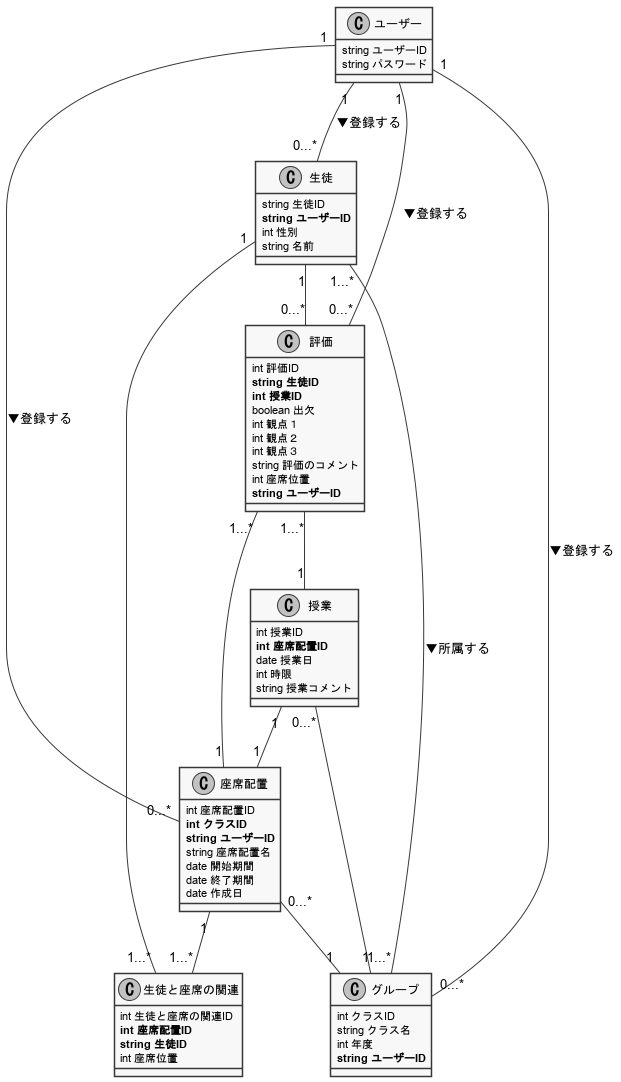 C ユーザー
string ユーザーID
string パスワード
1
1
1
1
▼登録する
0...*
C 生徒
string 生徒ID
string ユーザーID
int 性別
string 名前
▼登録する
1
1
1...*
0...*
0...*
C 評価
int 評価ID
string 生徒ID
int 授業ID
boolean 出欠
int 観点 1
int 観点 2
int 観点 3
string 評価のコメント
int 座席位置
string ユーザーID
▼登録する
1...*
1...*
▼登録する
1
C 授業
int 授業ID
int 座席配置ID
date 授業日
int 時限
string 授業コメント
▼所属する
1
0...*
1
1
C 座席配置
int 座席配置ID
int クラスID
string ユーザーID
string 座席配置名
date 開始期間
date 終了期間
date 作成日
0...*
0...*
1
1...*
1...*
1
1
1...*
0...*
C 生徒と座席の関連
int 生徒と座席の関連ID
int 座席配置ID
string 生徒ID
int 座席位置
C グループ
int クラスID
string クラス名
int 年度
string ユーザーID